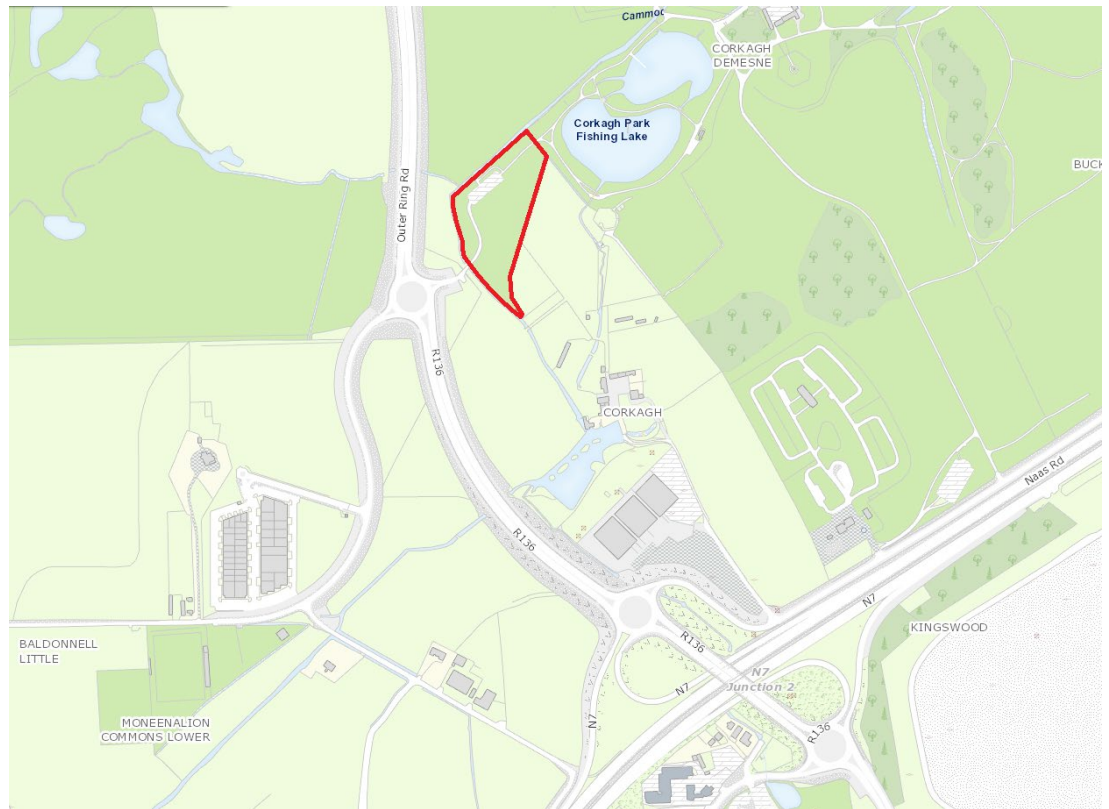 Cammoc
CORKAGH
DEMESNE
Corkagh Park
Fishing Lake
BUCK
Outer Ring Rd
R136
CORKAGH
Naas Rd
R136
N7
R136
KINGSWOOD
BALDONNELL
LITTLE
N7
Junction 2
N7
MONEENALION
COMMONS LOWER
N7
R136